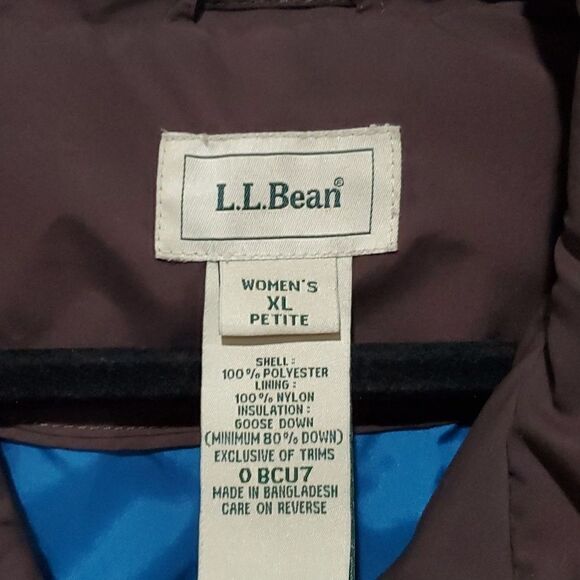 L.L.Bean®
WOMEN'S
XL
PETITE
SHELL:
100% POLYESTER
LINING:
100% NYLON
INSULATION:
GOOSE DOWN
(MINIMUM 80% DOWN)
EXCLUSIVE OF TRIMS
0 BCU7
MADE IN BANGLADESH
CARE ON REVERSE